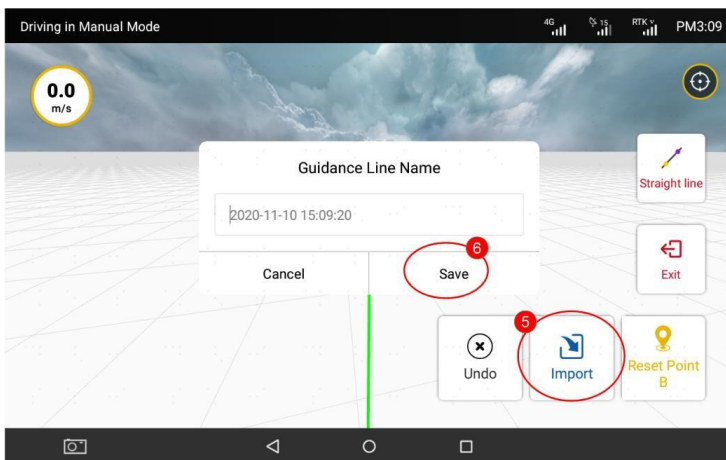 Driving in Manual Mode
4G
15
RTK
PM3:09
0.0
m/s
Guidance Line Name
2020-11-10 15:09:20
Cancel
6
Save
Straight line
Exit
5
Undo
Import
Reset Point
B